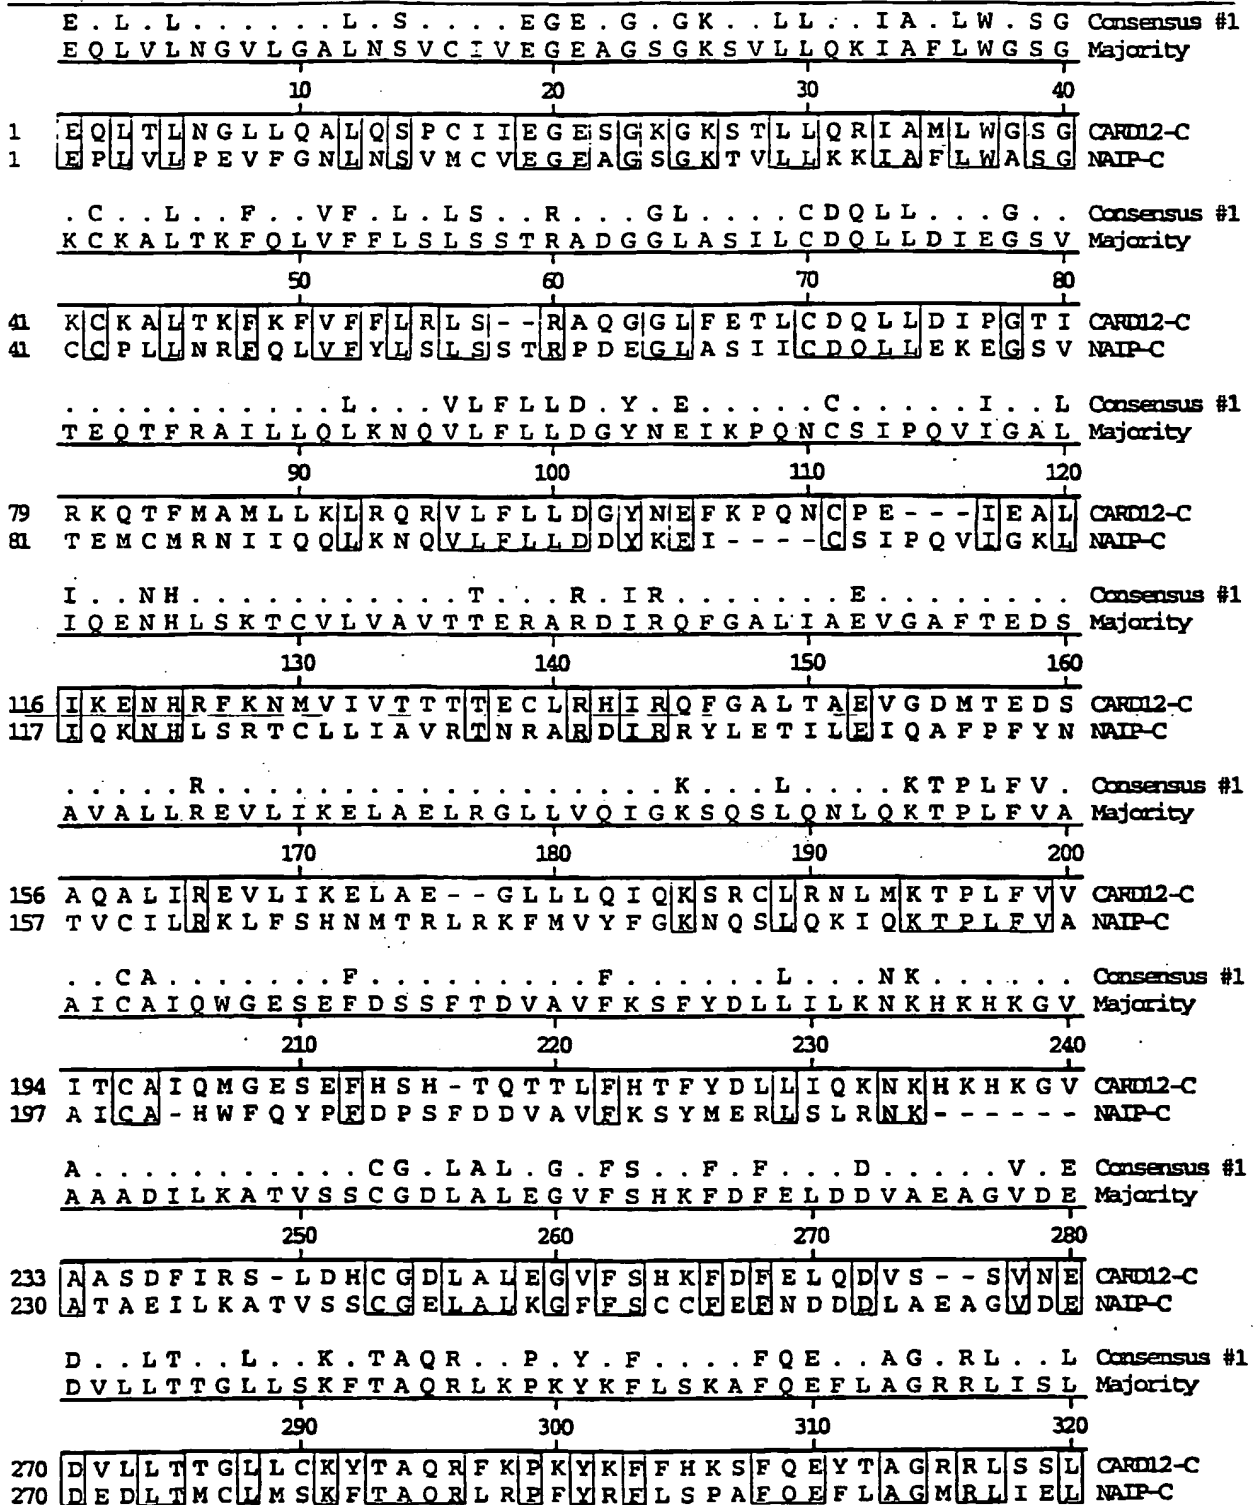 E . L . L . . . . . . L . S . . . . E G E . G . G K . . L L . . I A . L W . S G Consensus #1
E Q L V L N G V L G A L N S V C I V E G E A G S G K S V L L Q K I A F L W G S G Majority
10 20 30 40
1 E Q L T L N G L L Q A L Q S P C I I E G E S G K G K S T L L Q R I A M L W G S G CARD12-C
1 E P L V L P E V F G N L N S V M C V E G E A G S G K T V L L K K I A F L W A S G NAIP-C
. C . . L . . F . . V F . L . L S . . R . . . G L . . . . C D Q L L . . . G . . Consensus #1
K C K A L T K F Q L V F F L S L S S T R A D G G L A S I L C D Q L L D I E G S V Majority
50 60 70 80
41 K C K A L T K F K F V F F L R L S - - R A Q G G L F E T L C D Q L L D I P G T I CARD12-C
41 C C P L L N R F Q L V F Y L S L S S T R P D E G L A S I I C D Q L L E K E G S V NAIP-C
. . . . . . . . . . . L . . . V L F L L D . Y . E . . . . . C . . . . . I . . L Consensus #1
T E Q T F R A I L L Q L K N Q V L F L L D G Y N E I K P Q N C S I P Q V I G A L Majority
90 100 110 120
79 R K Q T F M A M L L K L R Q R V L F L L D G Y N E F K P Q N C P E - - - I E A L CARD12-C
81 T E M C M R N I I Q Q L K N Q V L F L L D D Y K E I - - - - C S I P Q V I G K L NAIP-C
I . . N H . . . . . . . . . . . T . . . R . I R . . . . . . . E . . . . . . . . Consensus #1
I Q E N H L S K T C V L V A V T T E R A R D I R Q F G A L I A E V G A F T E D S Majority
130 140 150 160
116 I K E N H R F K N M V I V T T T T E C L R H I R Q F G A L T A E V G D M T E D S CARD12-C
117 I Q K N H L S R T C L L I A V R T N R A R D I R R Y L E T I L E I Q A F P F Y N NAIP-C
. . . . . R . . . . . . . . . . . . . . . . . . K . . . L . . . . K T P L F V . Consensus #1
A V A L L R E V L I K E L A E L R G L L V Q I G K S Q S L Q N L Q K T P L F V A Majority
170 180 190 200
156 A Q A L I R E V L I K E L A E - - G L L L Q I Q K S R C L R N L M K T P L F V V CARD12-C
157 T V C I L R K L F S H N M T R L R K F M V Y F G K N Q S L Q K I Q K T P L F V A NAIP-C
. . C A . . . . . . . F . . . . . . . . . F . . . . . . L . . . N K . . . . . . Consensus #1
A I C A I Q W G E S E F D S S F T D V A V F K S F Y D L L I L K N K H K H K G V Majority
210 220 230 240
194 I T C A I Q M G E S E F H S H - T Q T T L F H T F Y D L L I Q K N K H K H K G V CARD12-C
197 A I C A - H W F Q Y P F D P S F D D V A V F K S Y M E R L S L R N K - - - - - - NAIP-C
A . . . . . . . . . . . C G . L A L . G . F S . . F . F . . . D . . . . . V . E Consensus #1
A A A D I L K A T V S S C G D L A L E G V F S H K F D F E L D D V A E A G V D E Majority
250 260 270 280
233 A A S D F I R S - L D H C G D L A L E G V F S H K F D F E L Q D V S - - S V N E CARD12-C
230 A T A E I L K A T V S S C G E L A L K G F F S C C F E F N D D D L A E A G V D E NAIP-C
D . . L T . . L . . K . T A Q R . . P . Y . F . . . . F Q E . . A G . R L . . L Consensus #1
D V L L T T G L L S K F T A Q R L K P K Y K F L S K A F Q E F L A G R R L I S L Majority
290 300 310 320
270 D V L L T T G L L C K Y T A Q R F K P K Y K F F H K S F Q E Y T A G R R L S S L CARD12-C
270 D E D L T M C L M S K F T A Q R L R P F Y R F L S P A F Q E F L A G M R L I E L NAIP-C